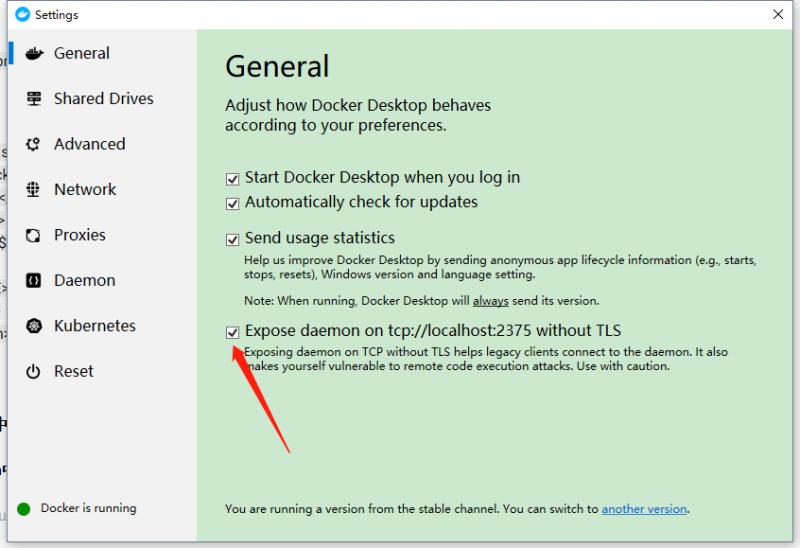 Settings
General
Shared Drives
Advanced
Network
Proxies
Daemon
Kubernetes
Reset
Docker is running
General
Adjust how Docker Desktop behaves
according to your preferences.
Start Docker Desktop when you log in
Automatically check for updates
Send usage statistics
Help us improve Docker Desktop by sending anonymous app lifecycle information (e.g., starts,
stops, resets), Windows version and language setting.
Note: When running, Docker Desktop will always send its version.
Expose daemon on tcp://localhost:2375 without TLS
Exposing daemon on TCP without TLS helps legacy clients connect to the daemon. It also
makes yourself vulnerable to remote code execution attacks. Use with caution.
You are running a version from the stable channel. You can switch to another version.